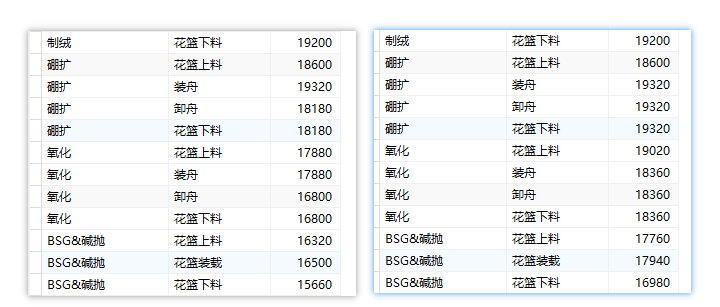 制绒 花篮下料 19200
硼扩 花篮上料 18600
硼扩 装舟 19320
硼扩 卸舟 18180
硼扩 花篮下料 18180
氧化 花篮上料 17880
氧化 装舟 17880
氧化 卸舟 16800
氧化 花篮下料 16800
BSG&碱抛 花篮上料 16320
BSG&碱抛 花篮装载 16500
BSG&碱抛 花篮下料 15660
制绒 花篮下料 19200
硼扩 花篮上料 18600
硼扩 装舟 19320
硼扩 卸舟 19320
硼扩 花篮下料 19320
氧化 花篮上料 19020
氧化 装舟 18360
氧化 卸舟 18360
氧化 花篮下料 18360
BSG&碱抛 花篮上料 17760
BSG&碱抛 花篮装载 17940
BSG&碱抛 花篮下料 16980